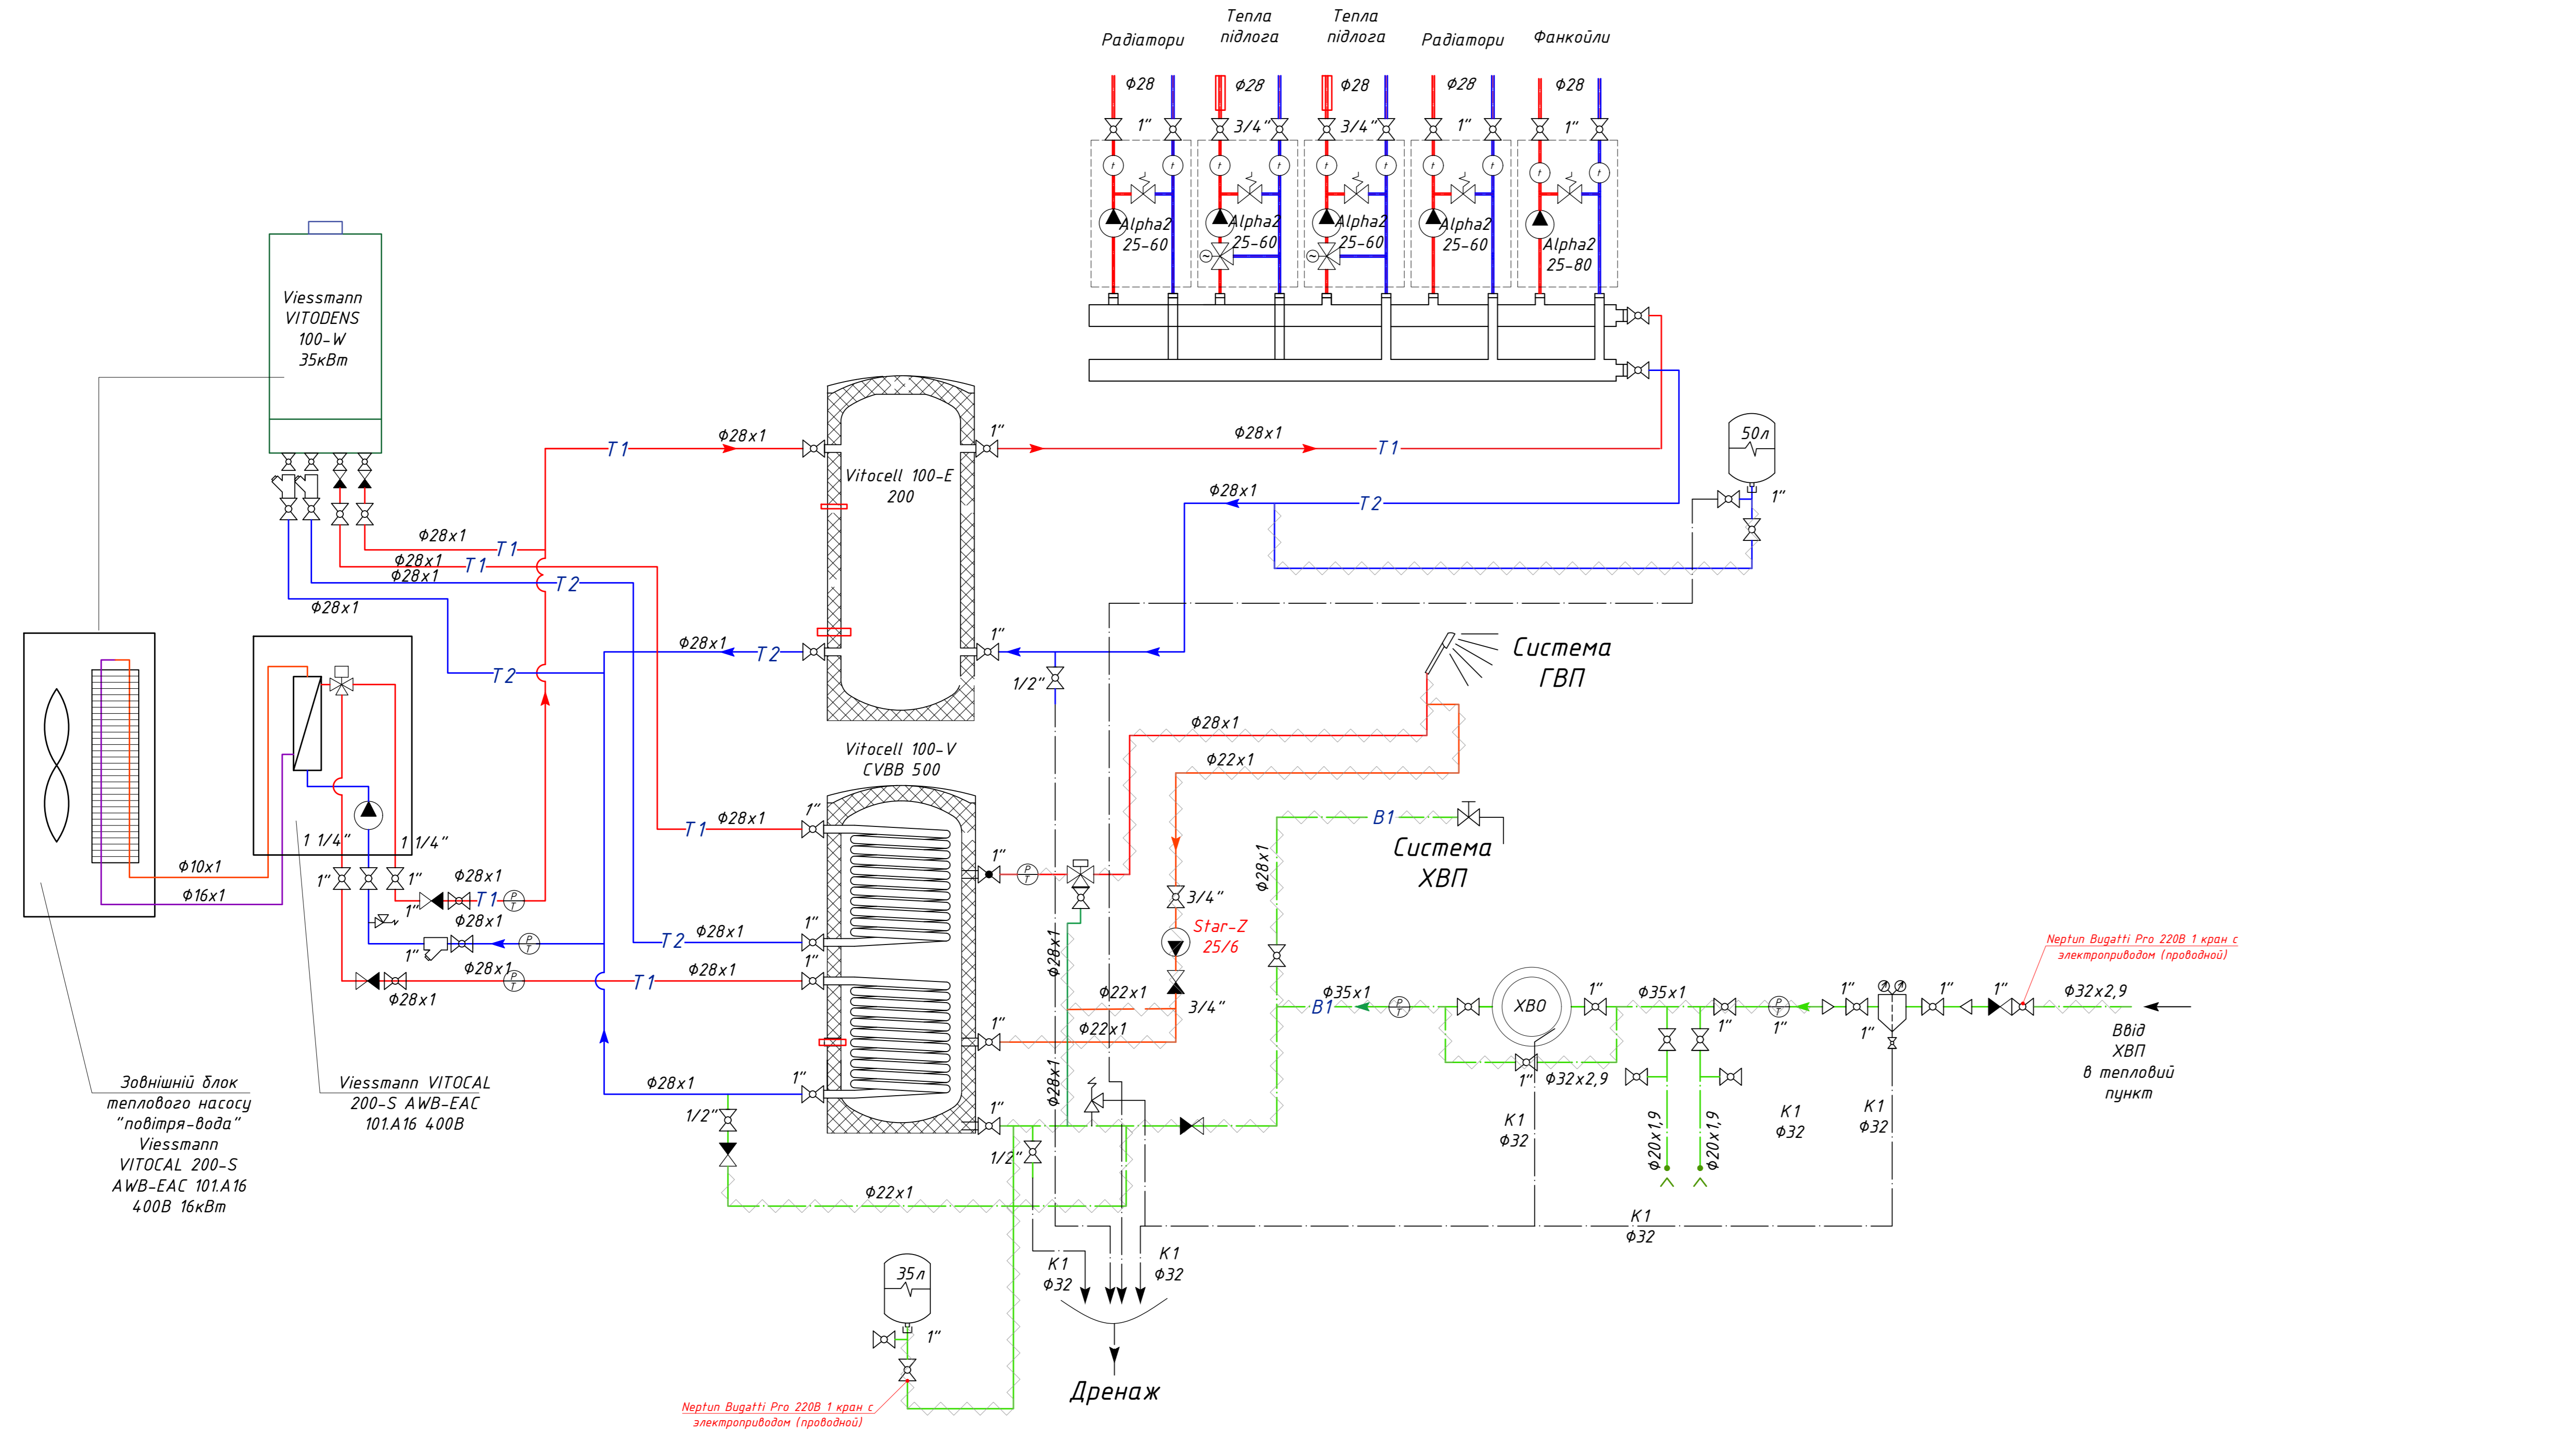 Радіатори
Тепла
підлога
Тепла
підлога
Радіатори
Фанкойли
Φ28
Φ28
Φ28
Φ28
Φ28
1"
3/4"
3/4"
1"
1"
t
t
t
t
t
t
t
t
t
t
Alpha2
25-60
Alpha2
25-60
Alpha2
25-60
Alpha2
25-60
Alpha2
25-80
Viessmann
VITODENS
100-W
35кВт
Φ28x1
T1
Φ28x1
T1
Φ28x1
T2
Φ28x1
T2
T1
Φ28x1
1"
Φ28x1
T1
Vitocell 100-E
200
50л
1"
Φ28x1
T2
Φ28x1
T2
1"
1/2"
Система
ГВП
Φ28x1
Φ22x1
Vitocell 100-V
CVBB 500
1"
T1
Φ28x1
B1
Система
ХВП
Φ28x1
1 1/4"
1 1/4"
Φ10x1
Φ16x1
1"
1"
Φ28x1
T1
P
T
1"
Φ28x1
1"
P
T
Φ28x1
P
T
Φ28x1
T1
Φ28x1
1"
T2
Φ28x1
1"
1"
P
T
3/4"
Star-Z
25/6
Φ28x1
Φ22x1
3/4"
Φ22x1
1"
Φ28x1
1"
Φ28x1
1/2"
1"
1/2"
Φ22x1
B1
Φ35x1
P
T
ХВО
1"
Φ35x1
1"
Φ32x2,9
1"
P
T
1"
1"
1"
1"
1"
Φ32x2,9
Neptun Bugatti Pro 220В 1 кран с
электроприводом (проводной)
Ввід
ХВП
в тепловий
пункт
K1
Φ32
Φ20x1,9
Φ20x1,9
K1
Φ32
K1
Φ32
K1
Φ32
Зовнішній блок
теплового насосу
"повітря-вода"
Viessmann
VITOCAL 200-S
AWB-EAC 101.A16
400В 16кВт
Viessmann VITOCAL
200-S AWB-EAC
101.A16 400В
K1
Φ32
K1
Φ32
35л
1"
Дренаж
Neptun Bugatti Pro 220В 1 кран с
электроприводом (проводной)